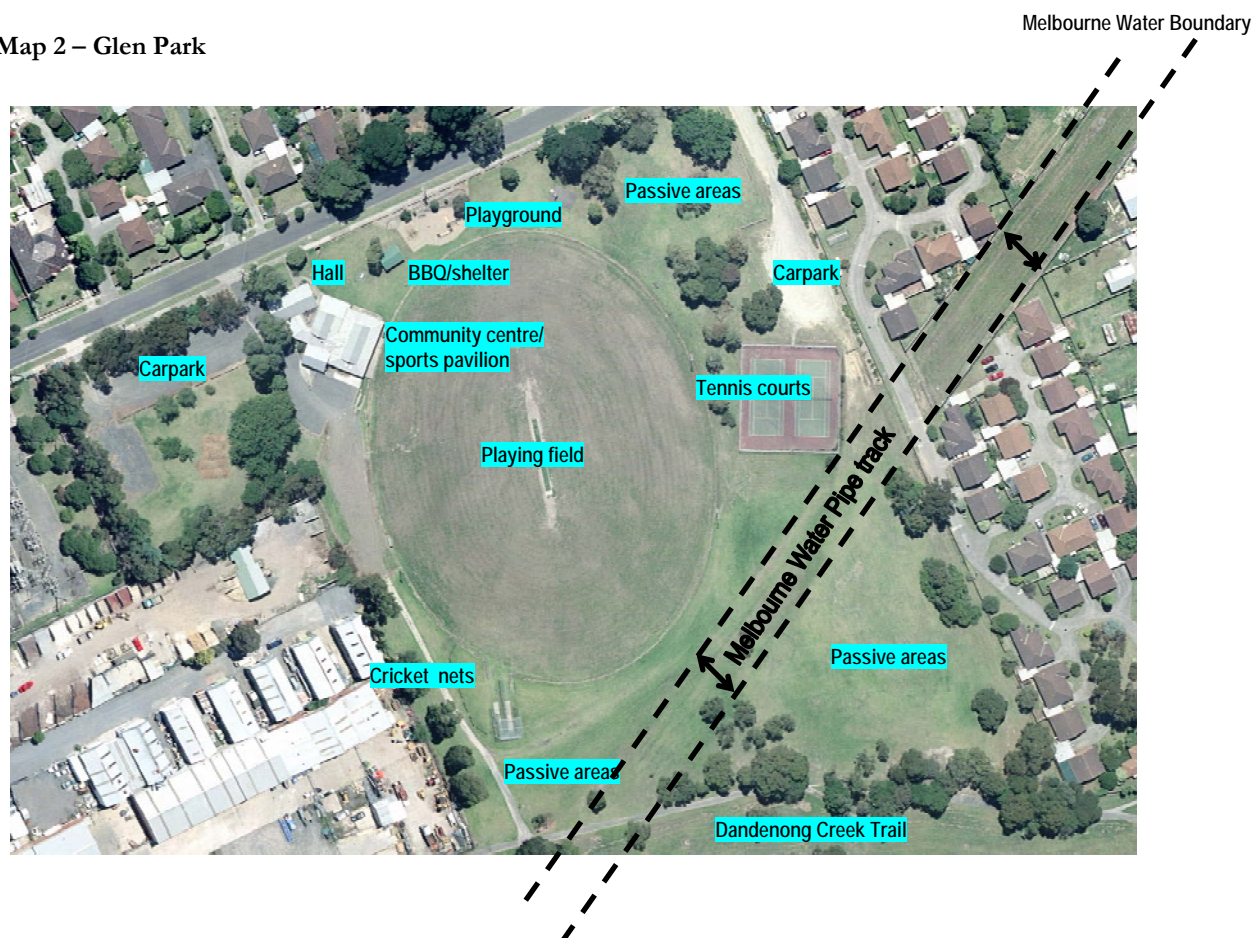 Melbourne Water Boundary
Map 2 – Glen Park
Passive areas
Playground
Hall
BBQ/shelter
Carpark
Community centre/
sports pavilion
Carpark
Tennis courts
Playing field
Melbourne Water Pipe track
Passive areas
Cricket nets
Passive areas
Dandenong Creek Trail